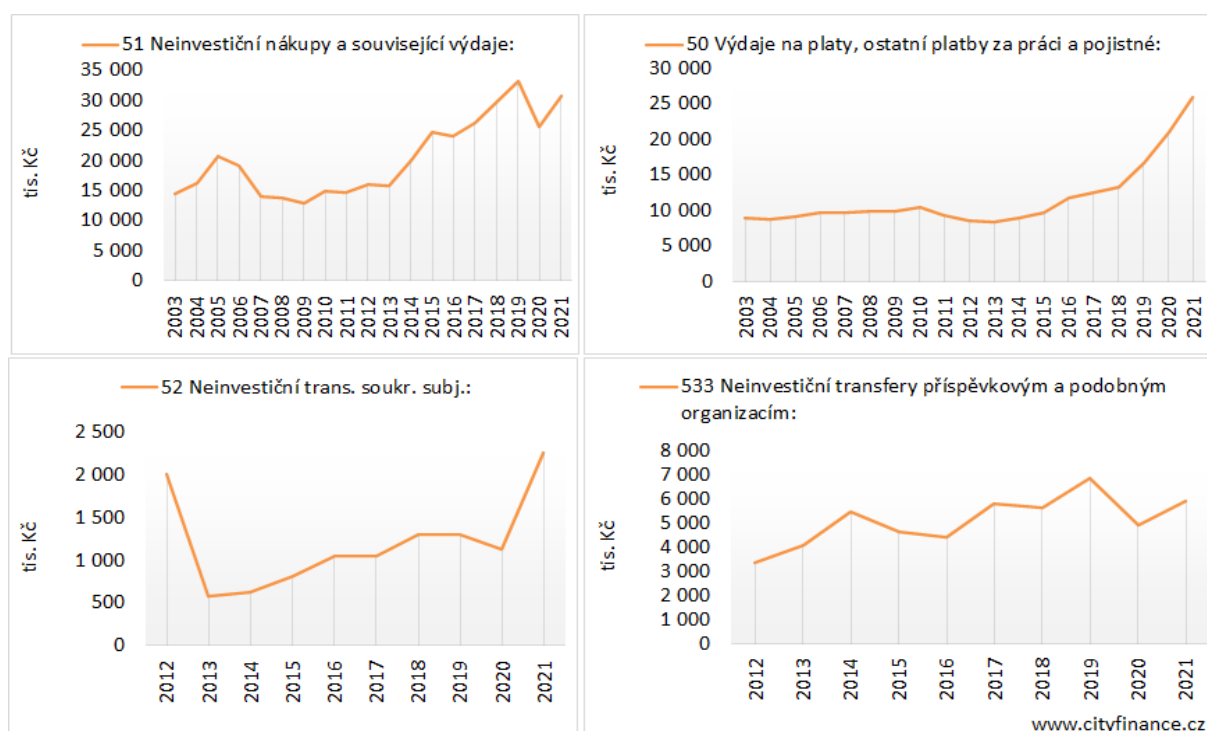 51 Neinvestiční nákupy a související výdaje:
35 000
30 000
25 000
20 000
15 000
10 000
5 000
0
tis. Kč
2003 2004 2005 2006 2007 2008 2009 2010 2011 2012 2013 2014 2015 2016 2017 2018 2019 2020 2021
50 Výdaje na platy, ostatní platby za práci a pojistné:
30 000
25 000
20 000
15 000
10 000
5 000
0
tis. Kč
2003 2004 2005 2006 2007 2008 2009 2010 2011 2012 2013 2014 2015 2016 2017 2018 2019 2020 2021
52 Neinvestiční trans. soukr. subj.:
2 500
2 000
1 500
1 000
500
0
tis. Kč
2012 2013 2014 2015 2016 2017 2018 2019 2020 2021
533 Neinvestiční transfery příspěvkovým a podobným
organizacím:
8 000
7 000
6 000
5 000
4 000
3 000
2 000
1 000
0
tis. Kč
2012 2013 2014 2015 2016 2017 2018 2019 2020 2021
www.cityfinance.cz